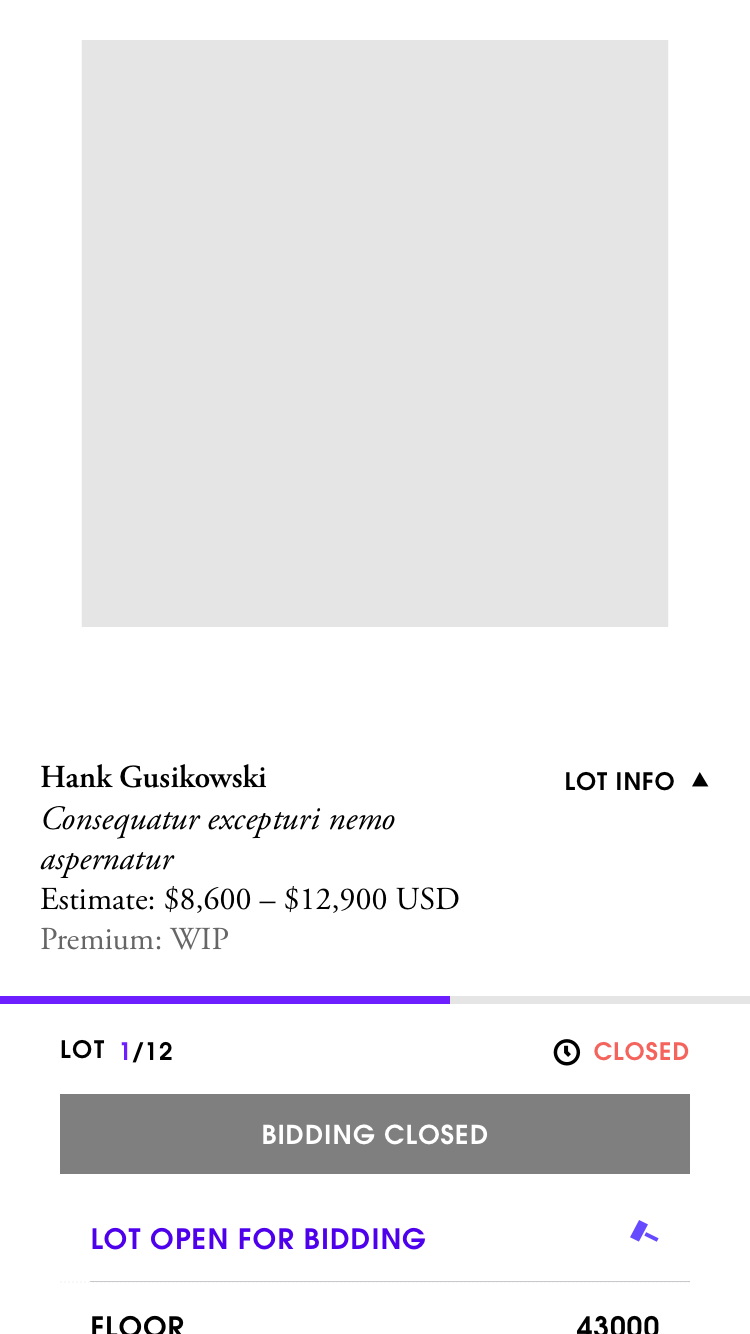 Hank Gusikowski
LOT INFO ▲
Consequatur excepturi nemo
aspernatur
Estimate: $8,600 – $12,900 USD
Premium: WIP
LOT 1/12
CLOSED
BIDDING CLOSED
LOT OPEN FOR BIDDING
FLOOR 43000